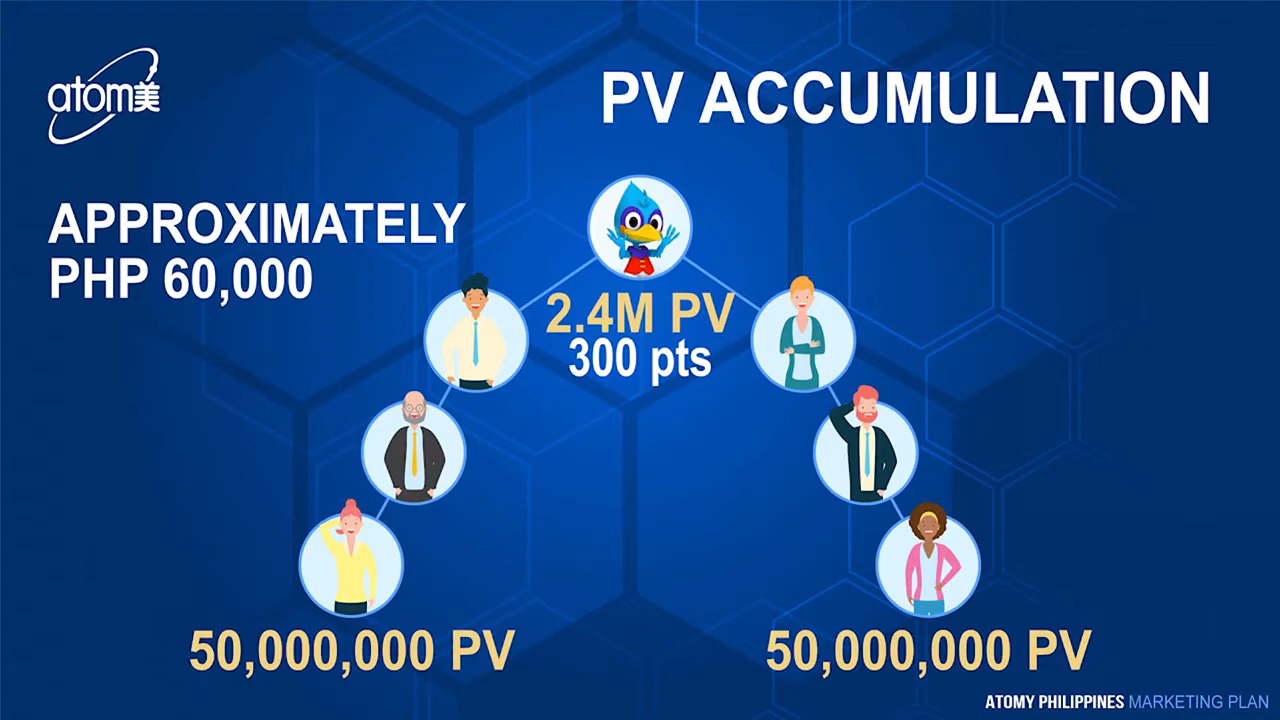 atom美
PV ACCUMULATION
APPROXIMATELY
PHP 60,000
2.4M PV
300 pts
50,000,000 PV
50,000,000 PV
ATOMY PHILIPPINES MARKETING PLAN